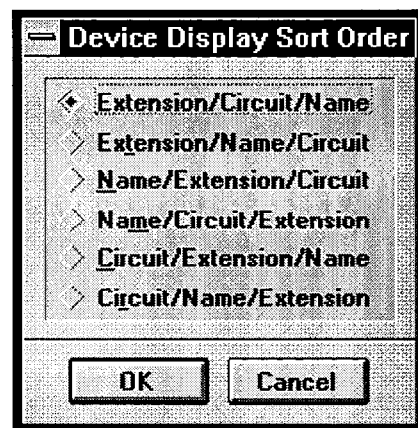 Device Display Sort Order
Extension/Circuit/Name
Extension/Name/Circuit
Name/Extension/Circuit
Name/Circuit/Extension
Circuit/Extension/Name
Circuit/Name/Extension
OK
Cancel